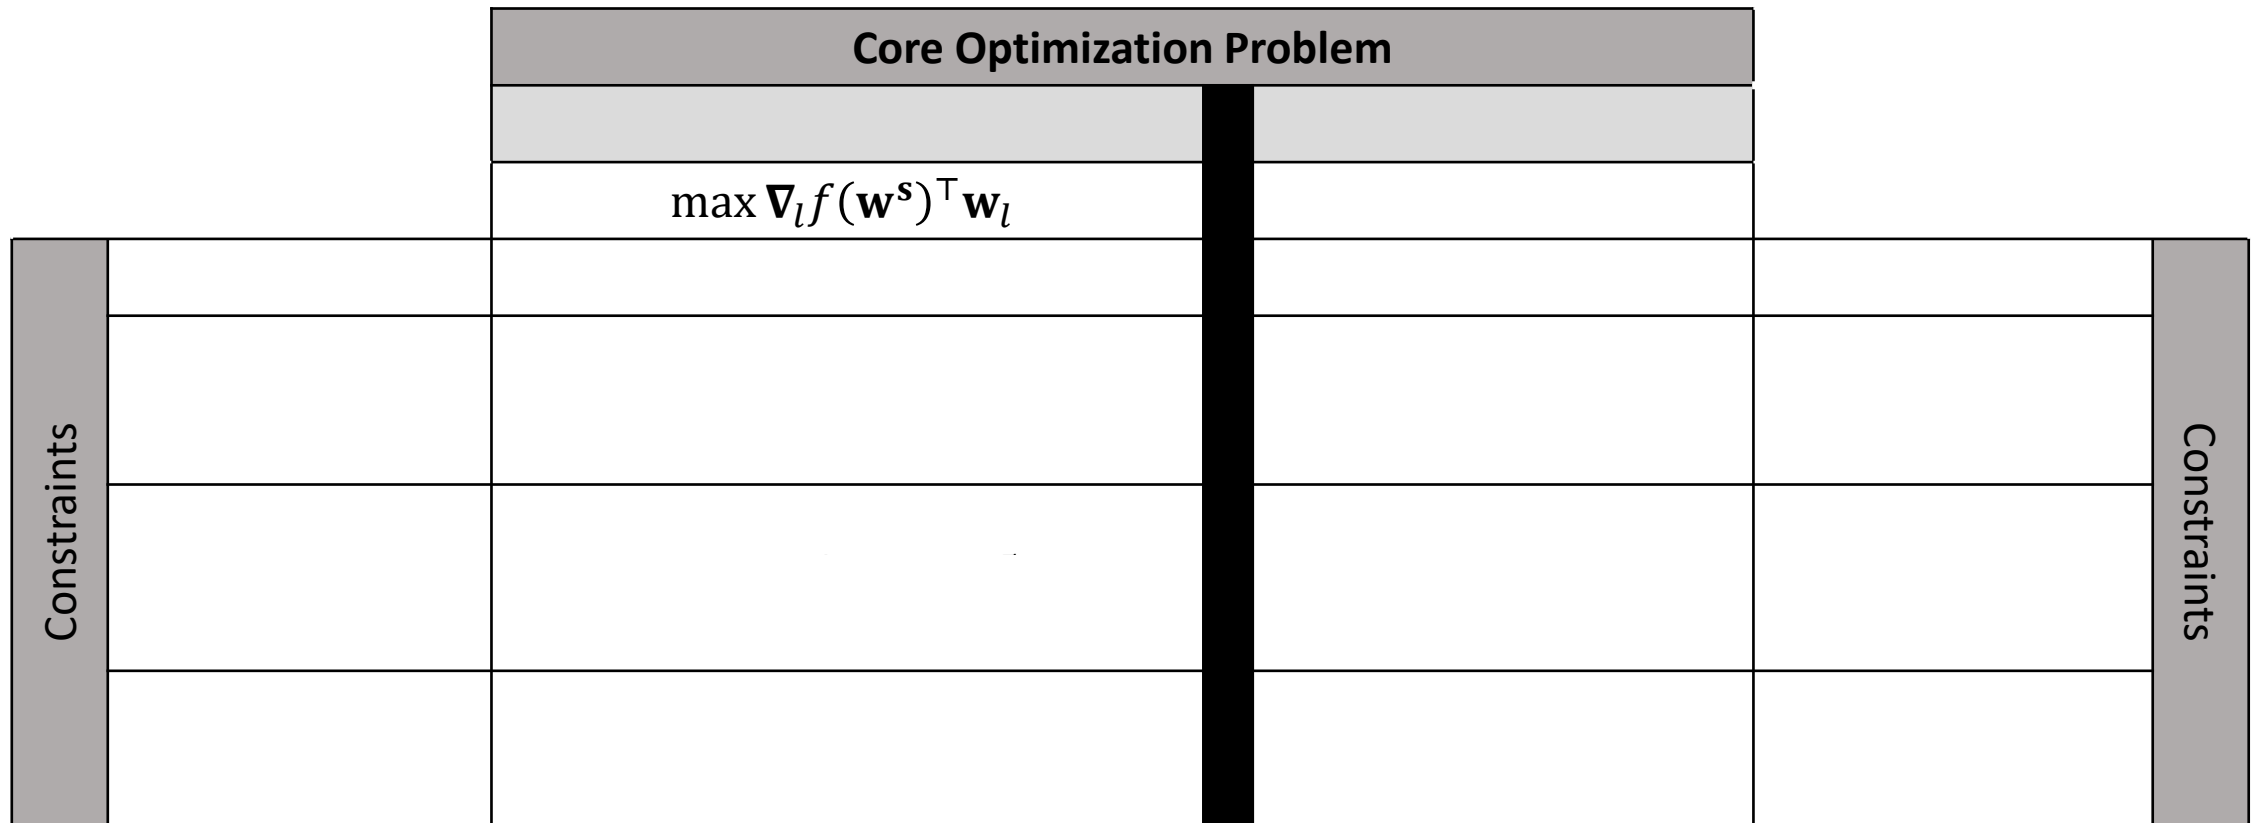 Core Optimization Problem
max ∇ₗf(wˢ)ᵀwₗ
Constraints
Constraints